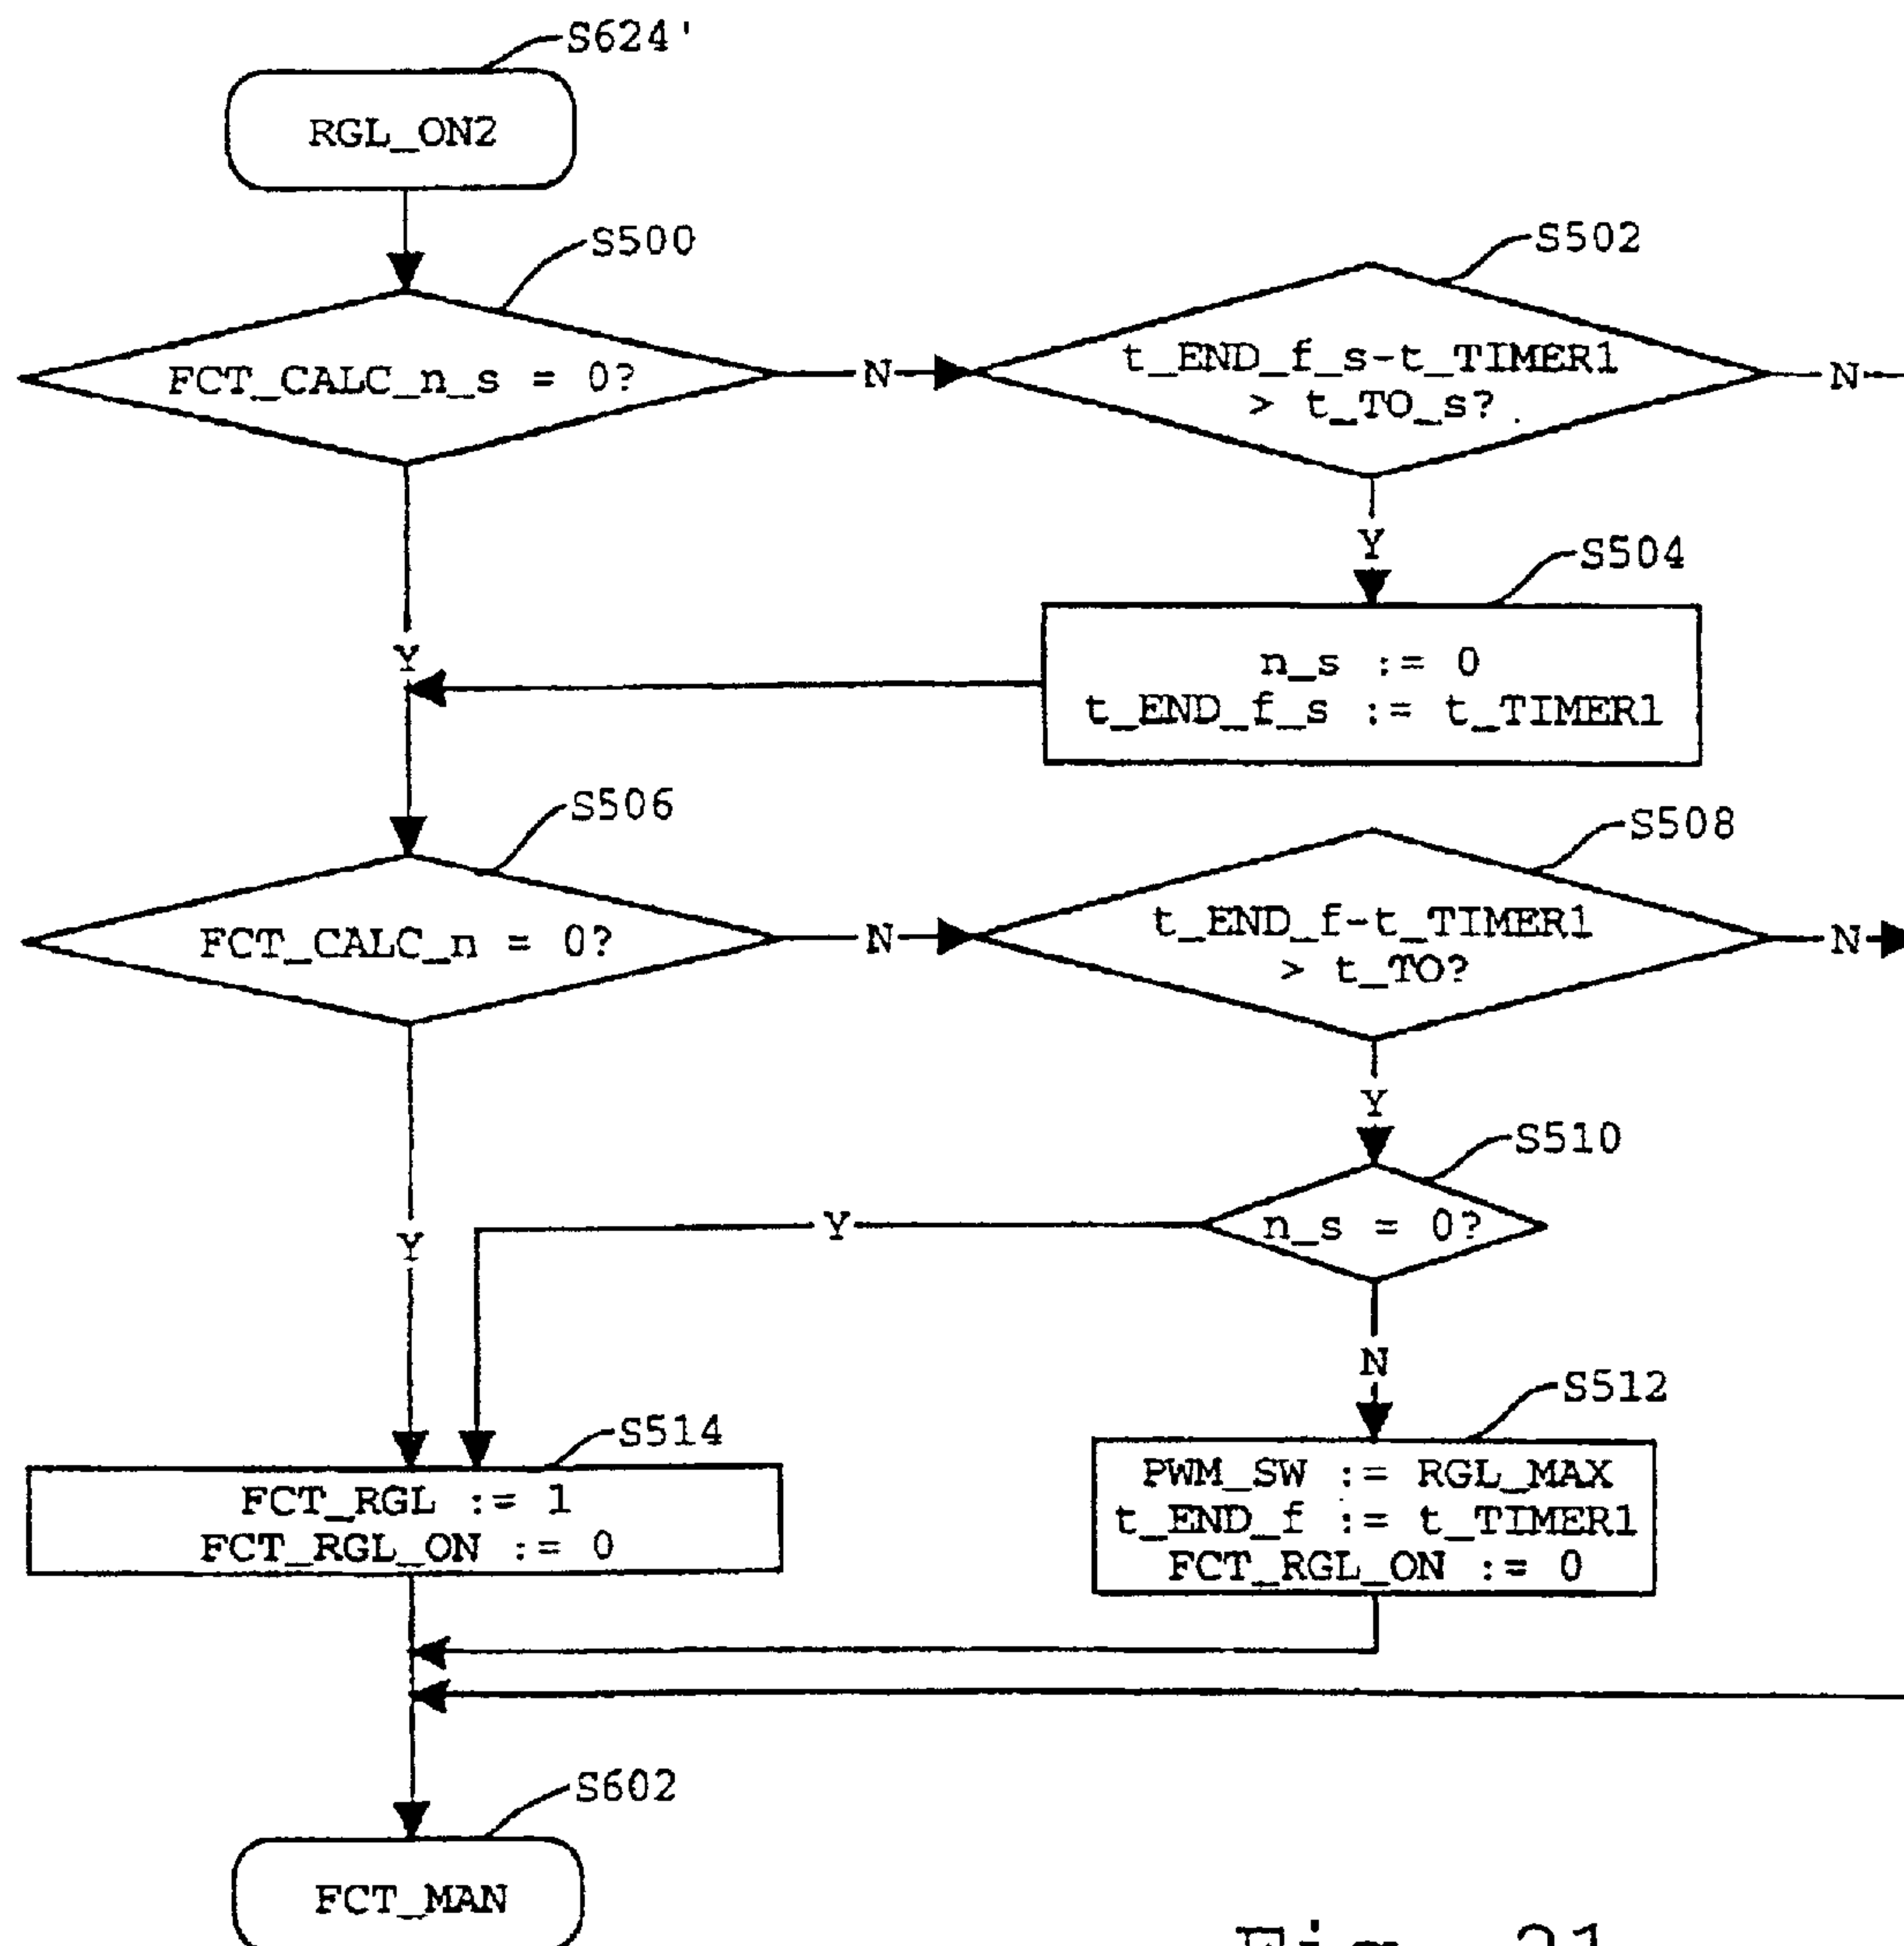 S624'
RGL_ON2
S500
FCT_CALC_n_s = 0?
N
S502
t_END_f_s-t_TIMER1
> t_TO_s?
N
Y
S504
n_s := 0
t_END_f_s := t_TIMER1
Y
S506
FCT_CALC_n = 0?
N
S508
t_END_f-t_TIMER1
> t_TO?
N
Y
S510
n_s = 0?
Y
Y
N
S512
PWM_SW := RGL_MAX
t_END_f := t_TIMER1
FCT_RGL_ON := 0
S514
FCT_RGL := 1
FCT_RGL_ON := 0
S602
FCT_MAN